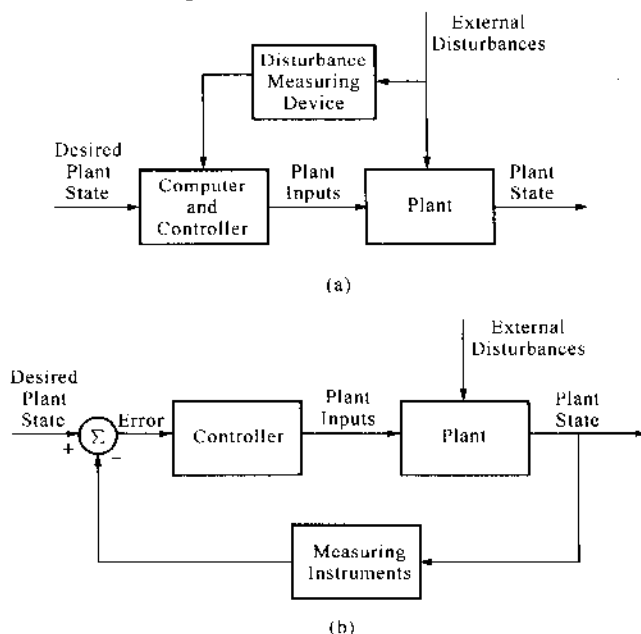 External
Disturbances
Disturbance
Measuring
Device
Desired
Plant
State
Computer
and
Controller
Plant
Inputs
Plant
Plant
State
(a)
External
Disturbances
Desired
Plant
State
+
Σ
−
Error
Controller
Plant
Inputs
Plant
Plant
State
Measuring
Instruments
(b)